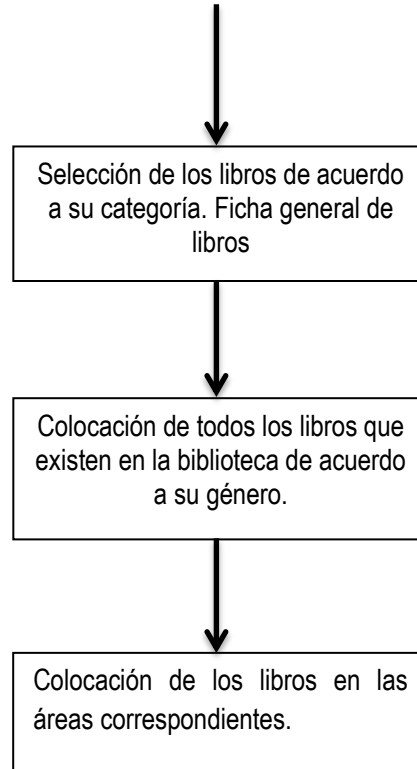 Selección de los libros de acuerdo
a su categoría. Ficha general de
libros
Colocación de todos los libros que
existen en la biblioteca de acuerdo
a su género.
Colocación de los libros en las
áreas correspondientes.